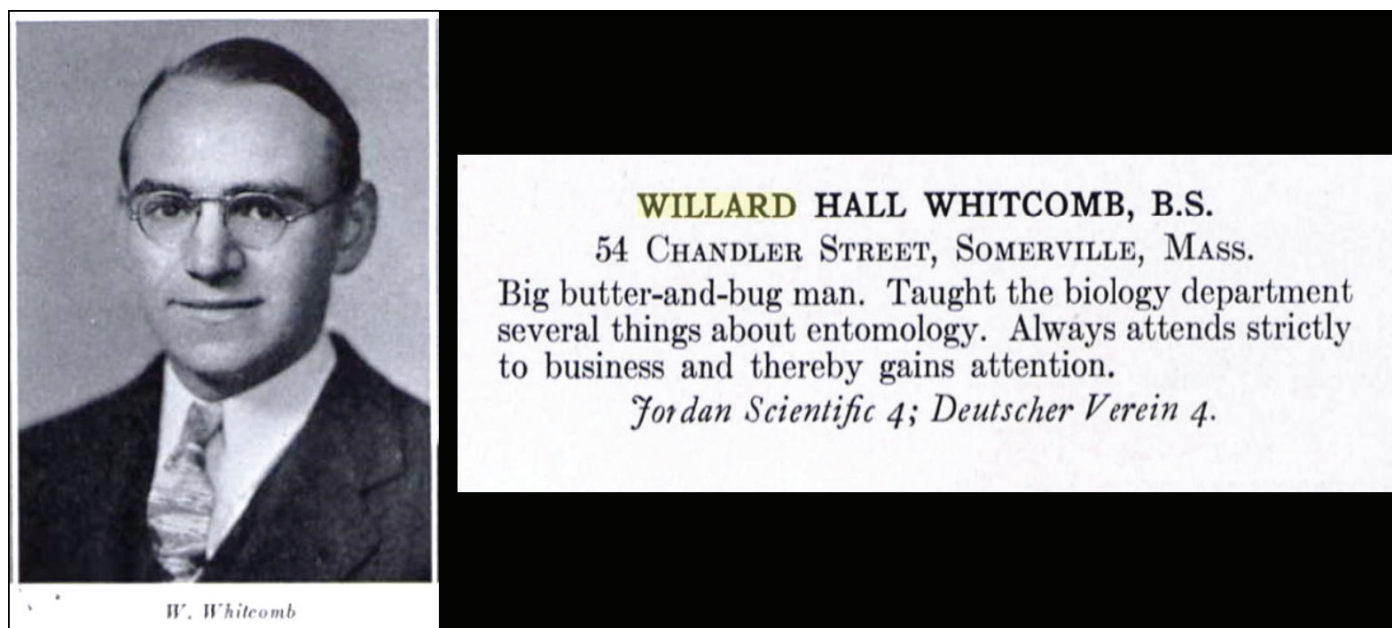 W. Whitcomb
WILLARD HALL WHITCOMB, B.S.
54 CHANDLER STREET, SOMERVILLE, MASS.
Big butter-and-bug man. Taught the biology department
several things about entomology. Always attends strictly
to business and thereby gains attention.
Jordan Scientific 4; Deutscher Verein 4.